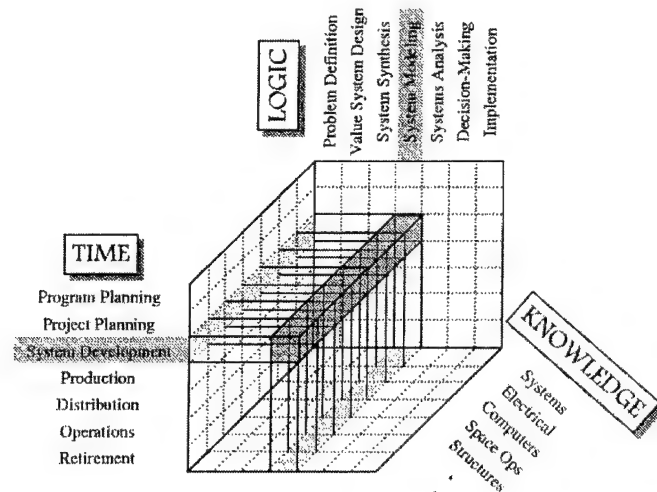 LOGIC
Problem Definition
Value System Design
System Synthesis
System Modeling
Systems Analysis
Decision-Making
Implementation
TIME
Program Planning
Project Planning
System Development
Production
Distribution
Operations
Retirement
KNOWLEDGE
Systems
Electrical
Computers
Space Ops
Structures